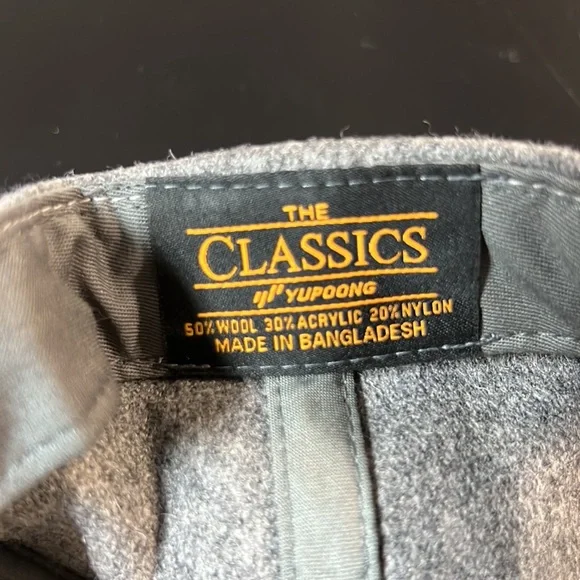 THE
CLASSICS
YUPOONG
50% WOOL 30% ACRYLIC 20% NYLON
MADE IN BANGLADESH